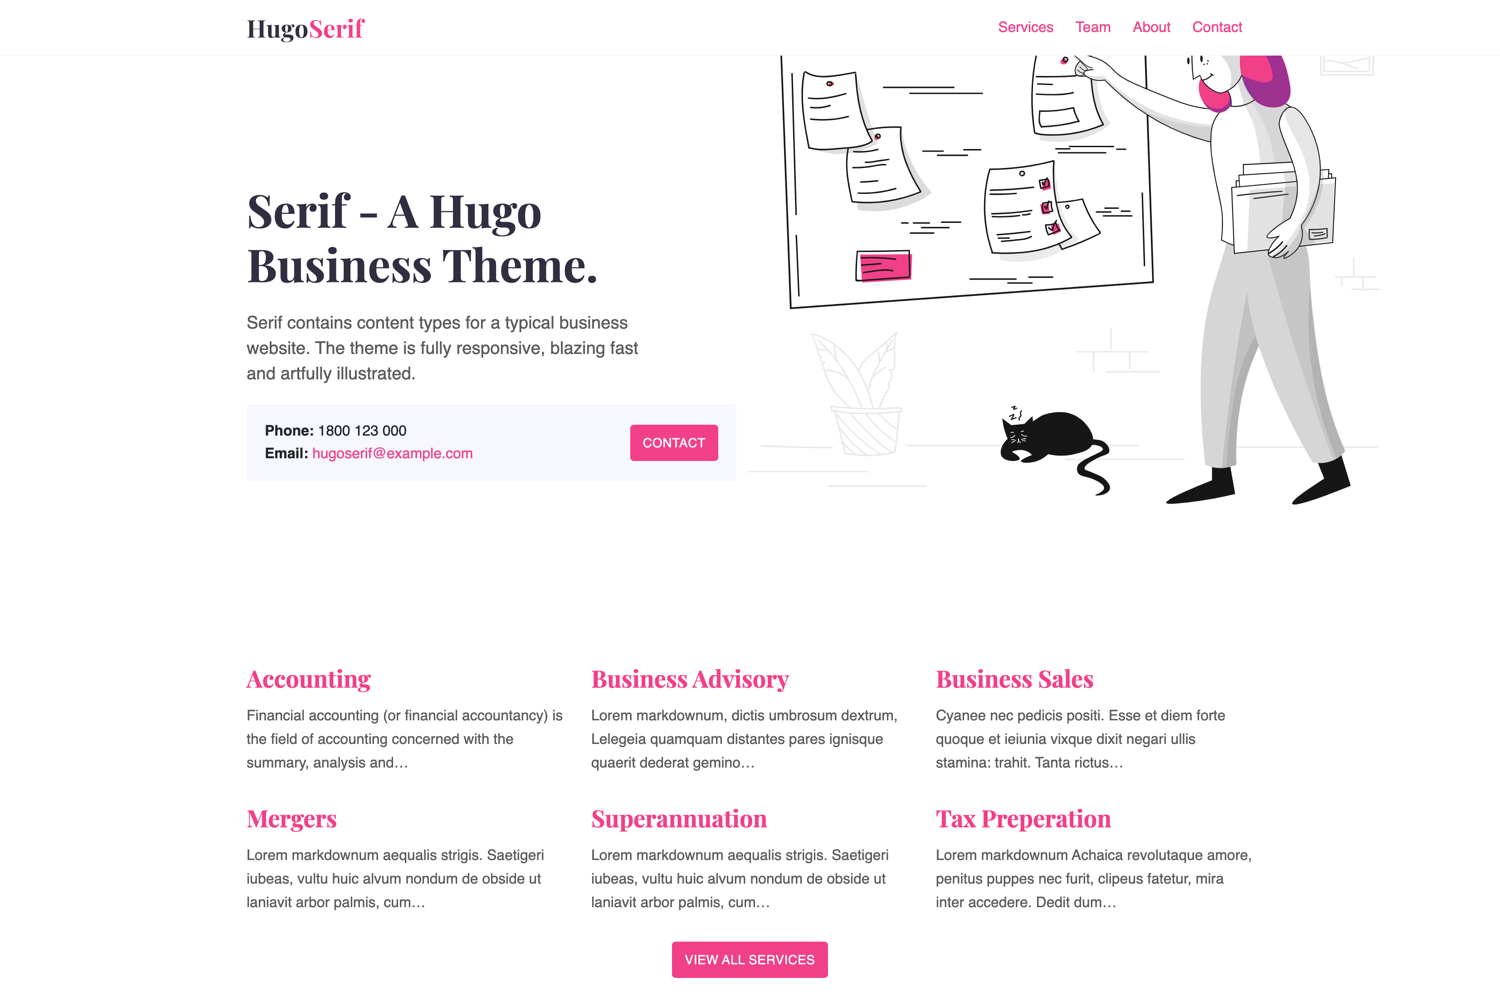 HugoSerif
Services
Team
About
Contact
Serif - A Hugo
Business Theme.
Serif contains content types for a typical business
website. The theme is fully responsive, blazing fast
and artfully illustrated.
Phone: 1800 123 000
Email: hugoserif@example.com
CONTACT
z
z
z
Accounting
Financial accounting (or financial accountancy) is
the field of accounting concerned with the
summary, analysis and…
Business Advisory
Lorem markdownum, dictis umbrosum dextrum,
Lelegeia quamquam distantes pares ignisque
quaerit dederat gemino…
Business Sales
Cyanee nec pedicis positi. Esse et diem forte
quoque et ieiunia vixque dixit negari ullis
stamina: trahit. Tanta rictus…
Mergers
Lorem markdownum aequalis strigis. Saetigeri
iubeas, vultu huic alvum nondum de obside ut
laniavit arbor palmis, cum…
Superannuation
Lorem markdownum aequalis strigis. Saetigeri
iubeas, vultu huic alvum nondum de obside ut
laniavit arbor palmis, cum…
Tax Preperation
Lorem markdownum Achaica revolutaque amore,
penitus puppes nec furit, clipeus fatetur, mira
inter accedere. Dedit dum…
VIEW ALL SERVICES